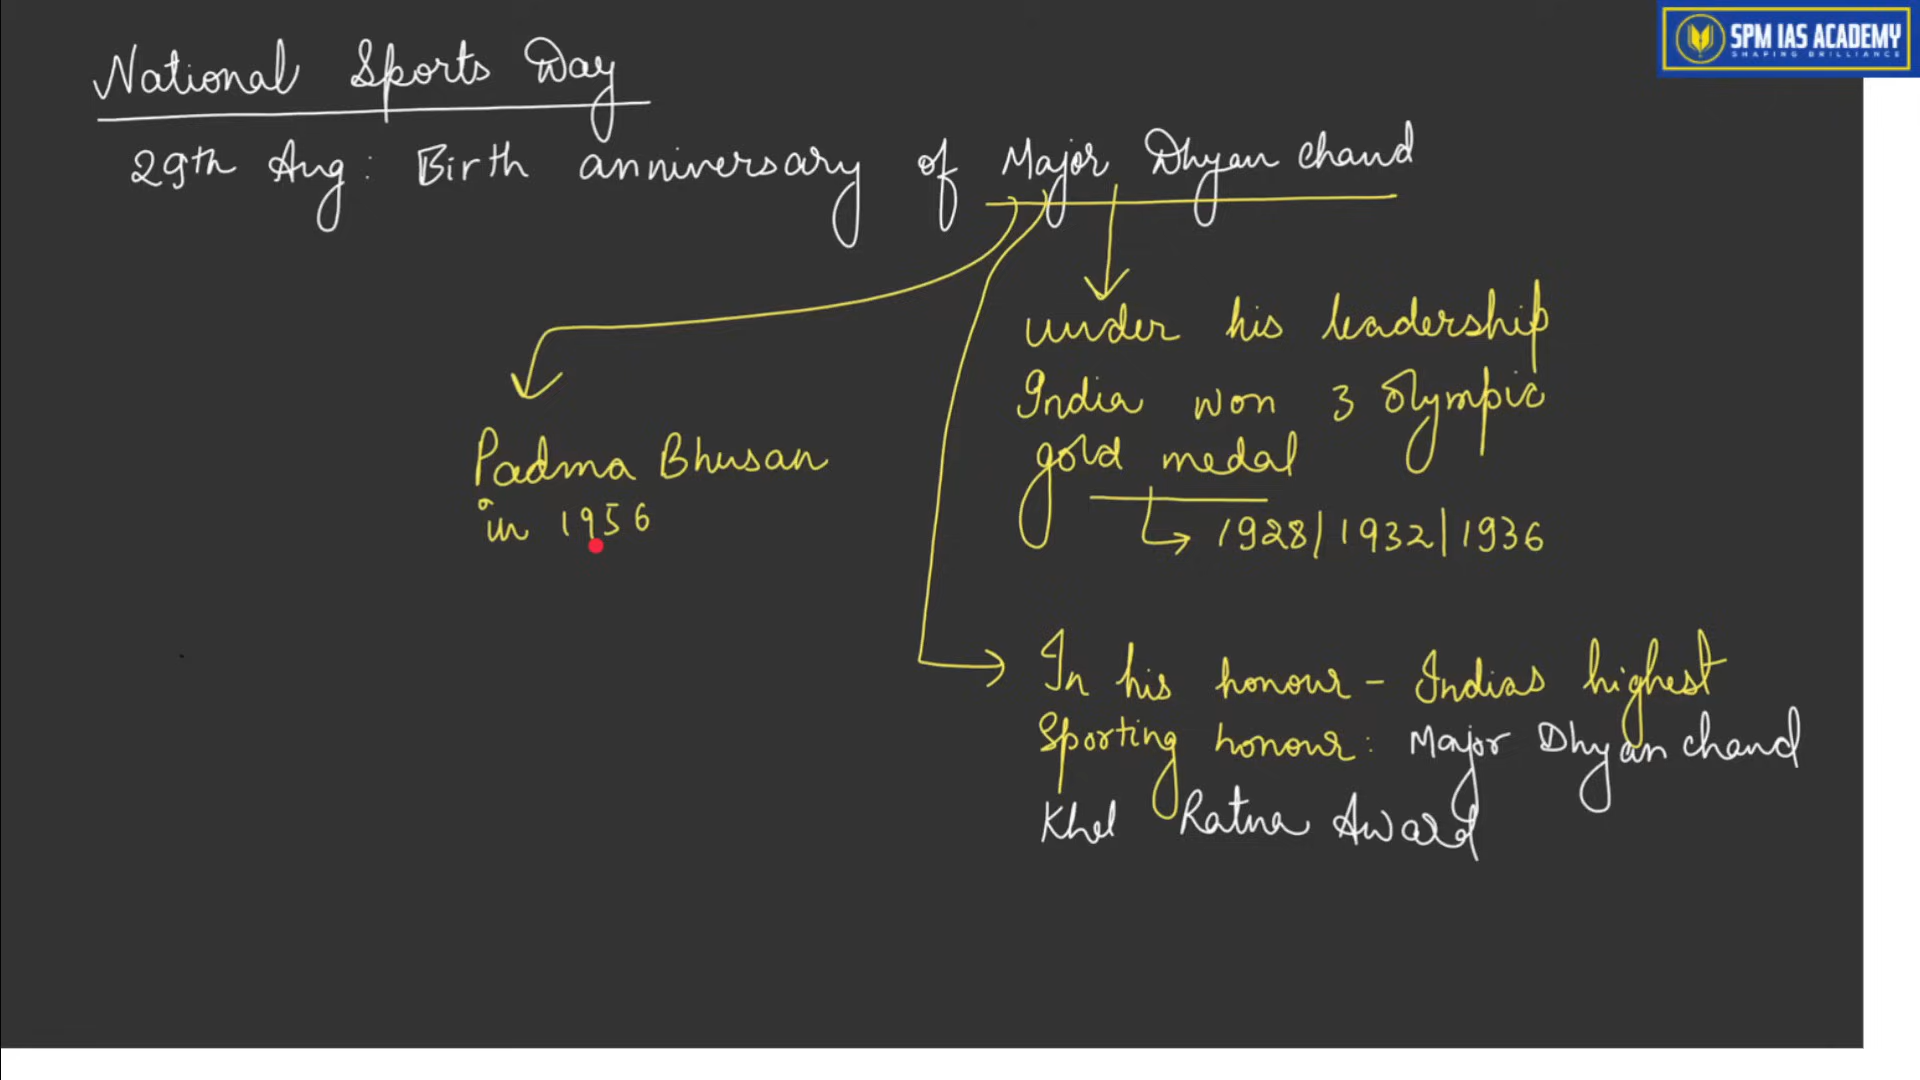 SPM IAS ACADEMY
SHAPING BRILLIANCE
National Sports Day
29th Aug: Birth anniversary of Major Dhyan chand
under his leadership
India won 3 Olympic
gold medal
1928/1932/1936
Padma Bhusan
in 1956
In his honour - Indias highest
Sporting honour: Major Dhyan chand
Khel Ratna Award